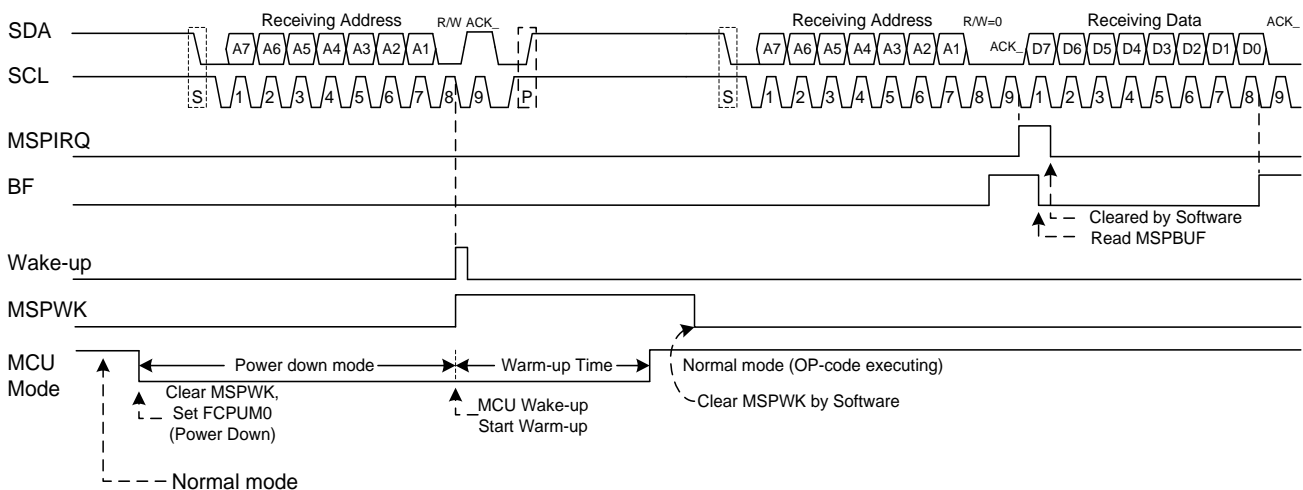 Receiving Address R/W ACK_ Receiving Address R/W=0 Receiving Data ACK_
SDA A7 A6 A5 A4 A3 A2 A1 A7 A6 A5 A4 A3 A2 A1 ACK_ D7 D6 D5 D4 D3 D2 D1 D0
SCL S 1 2 3 4 5 6 7 8 9 P S 1 2 3 4 5 6 7 8 9 1 2 3 4 5 6 7 8 9
MSPIRQ
BF
Cleared by Software
Read MSPBUF
Wake-up
MSPWK
MCU Mode
Power down mode Warm-up Time Normal mode (OP-code executing)
Clear MSPWK,
Set FCPUM0
(Power Down)
MCU Wake-up
Start Warm-up
Clear MSPWK by Software
Normal mode